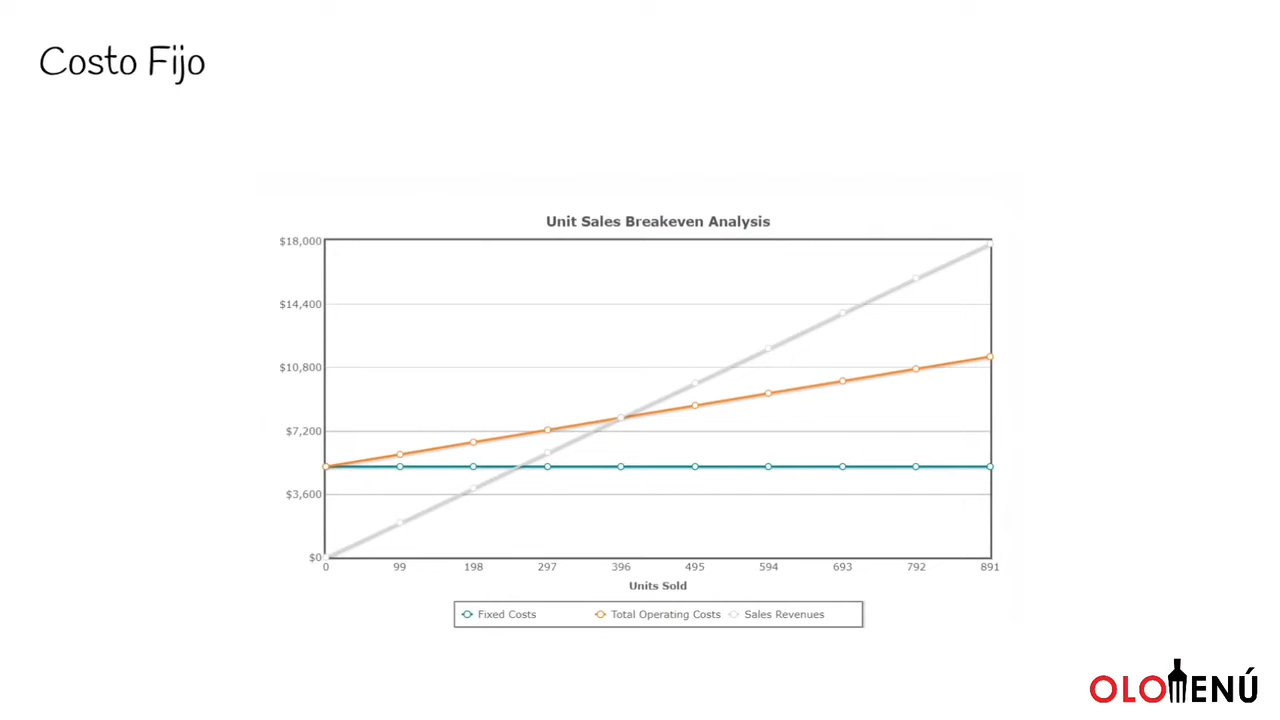 Costo Fijo
Unit Sales Breakeven Analysis
$18,000
$14,400
$10,800
$7,200
$3,600
$0
0 99 198 297 396 495 594 693 792 891
Units Sold
Fixed Costs Total Operating Costs Sales Revenues
OLOMENÚ